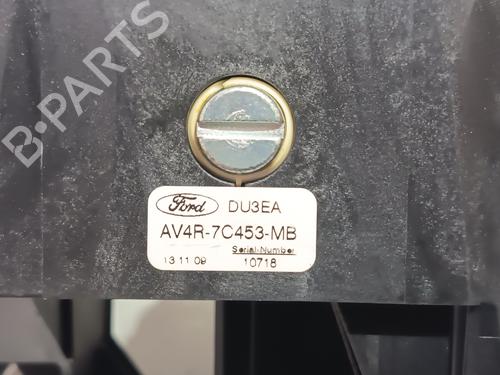 B·PARTS
Ford DU3EA
AV4R-7C453-MB
Serial-Number
13 11 09 10718